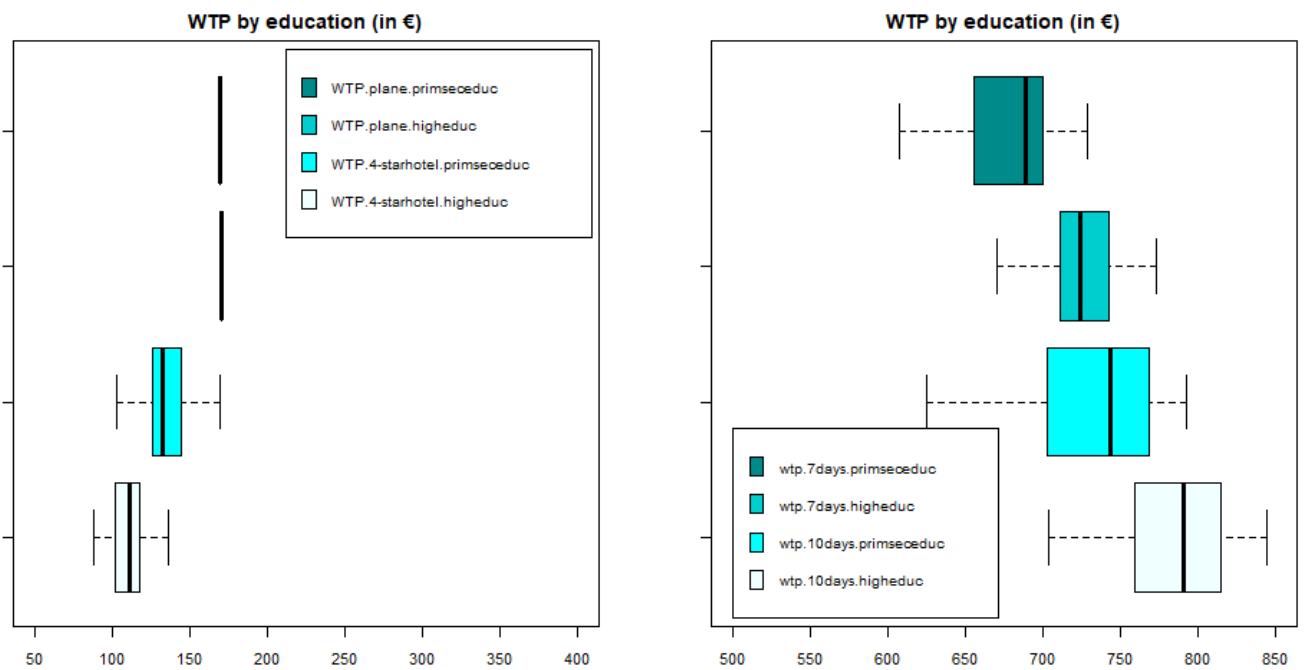 WTP by education (in €)
WTP.plane.primseceduc
WTP.plane.higheduc
WTP.4-starhotel.primseceduc
WTP.4-starhotel.higheduc
50 100 150 200 250 300 350 400
WTP by education (in €)
wtp.7days.primseceduc
wtp.7days.higheduc
wtp.10days.primseceduc
wtp.10days.higheduc
500 550 600 650 700 750 800 850